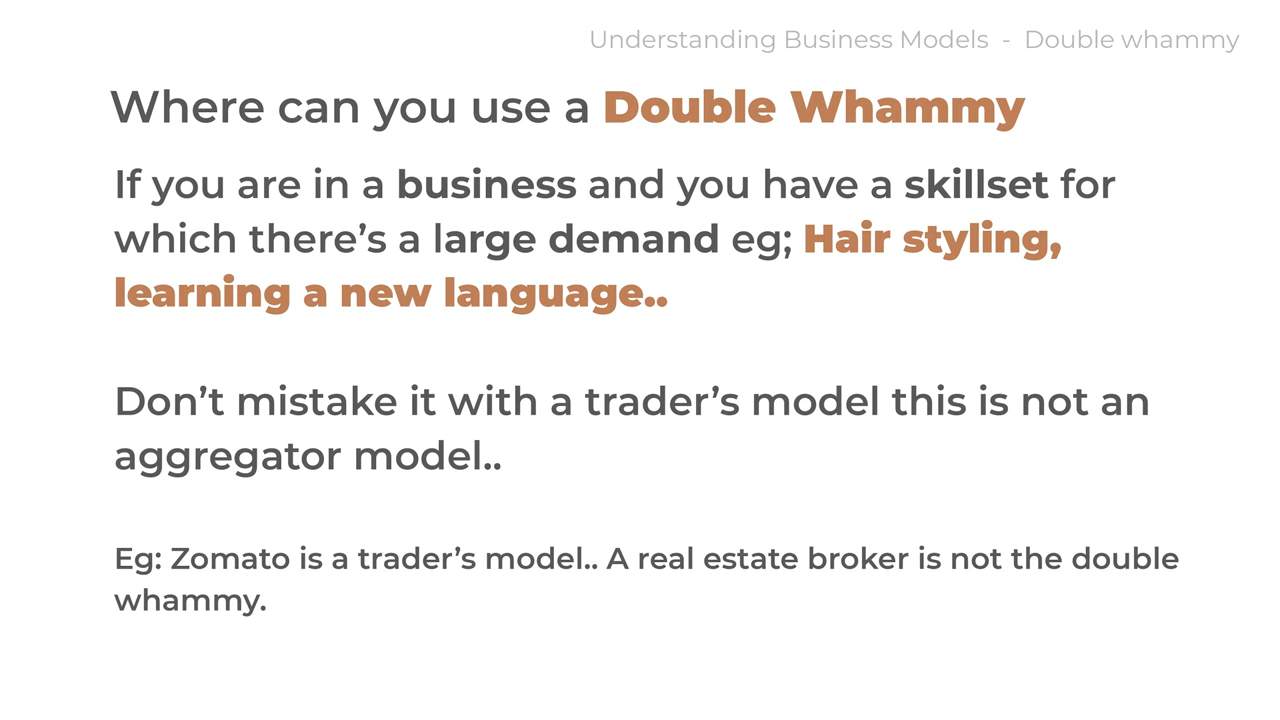 Understanding Business Models - Double whammy
Where can you use a Double Whammy
If you are in a business and you have a skillset for
which there's a large demand eg; Hair styling,
learning a new language..
Don't mistake it with a trader's model this is not an
aggregator model..
Eg: Zomato is a trader's model.. A real estate broker is not the double
whammy.